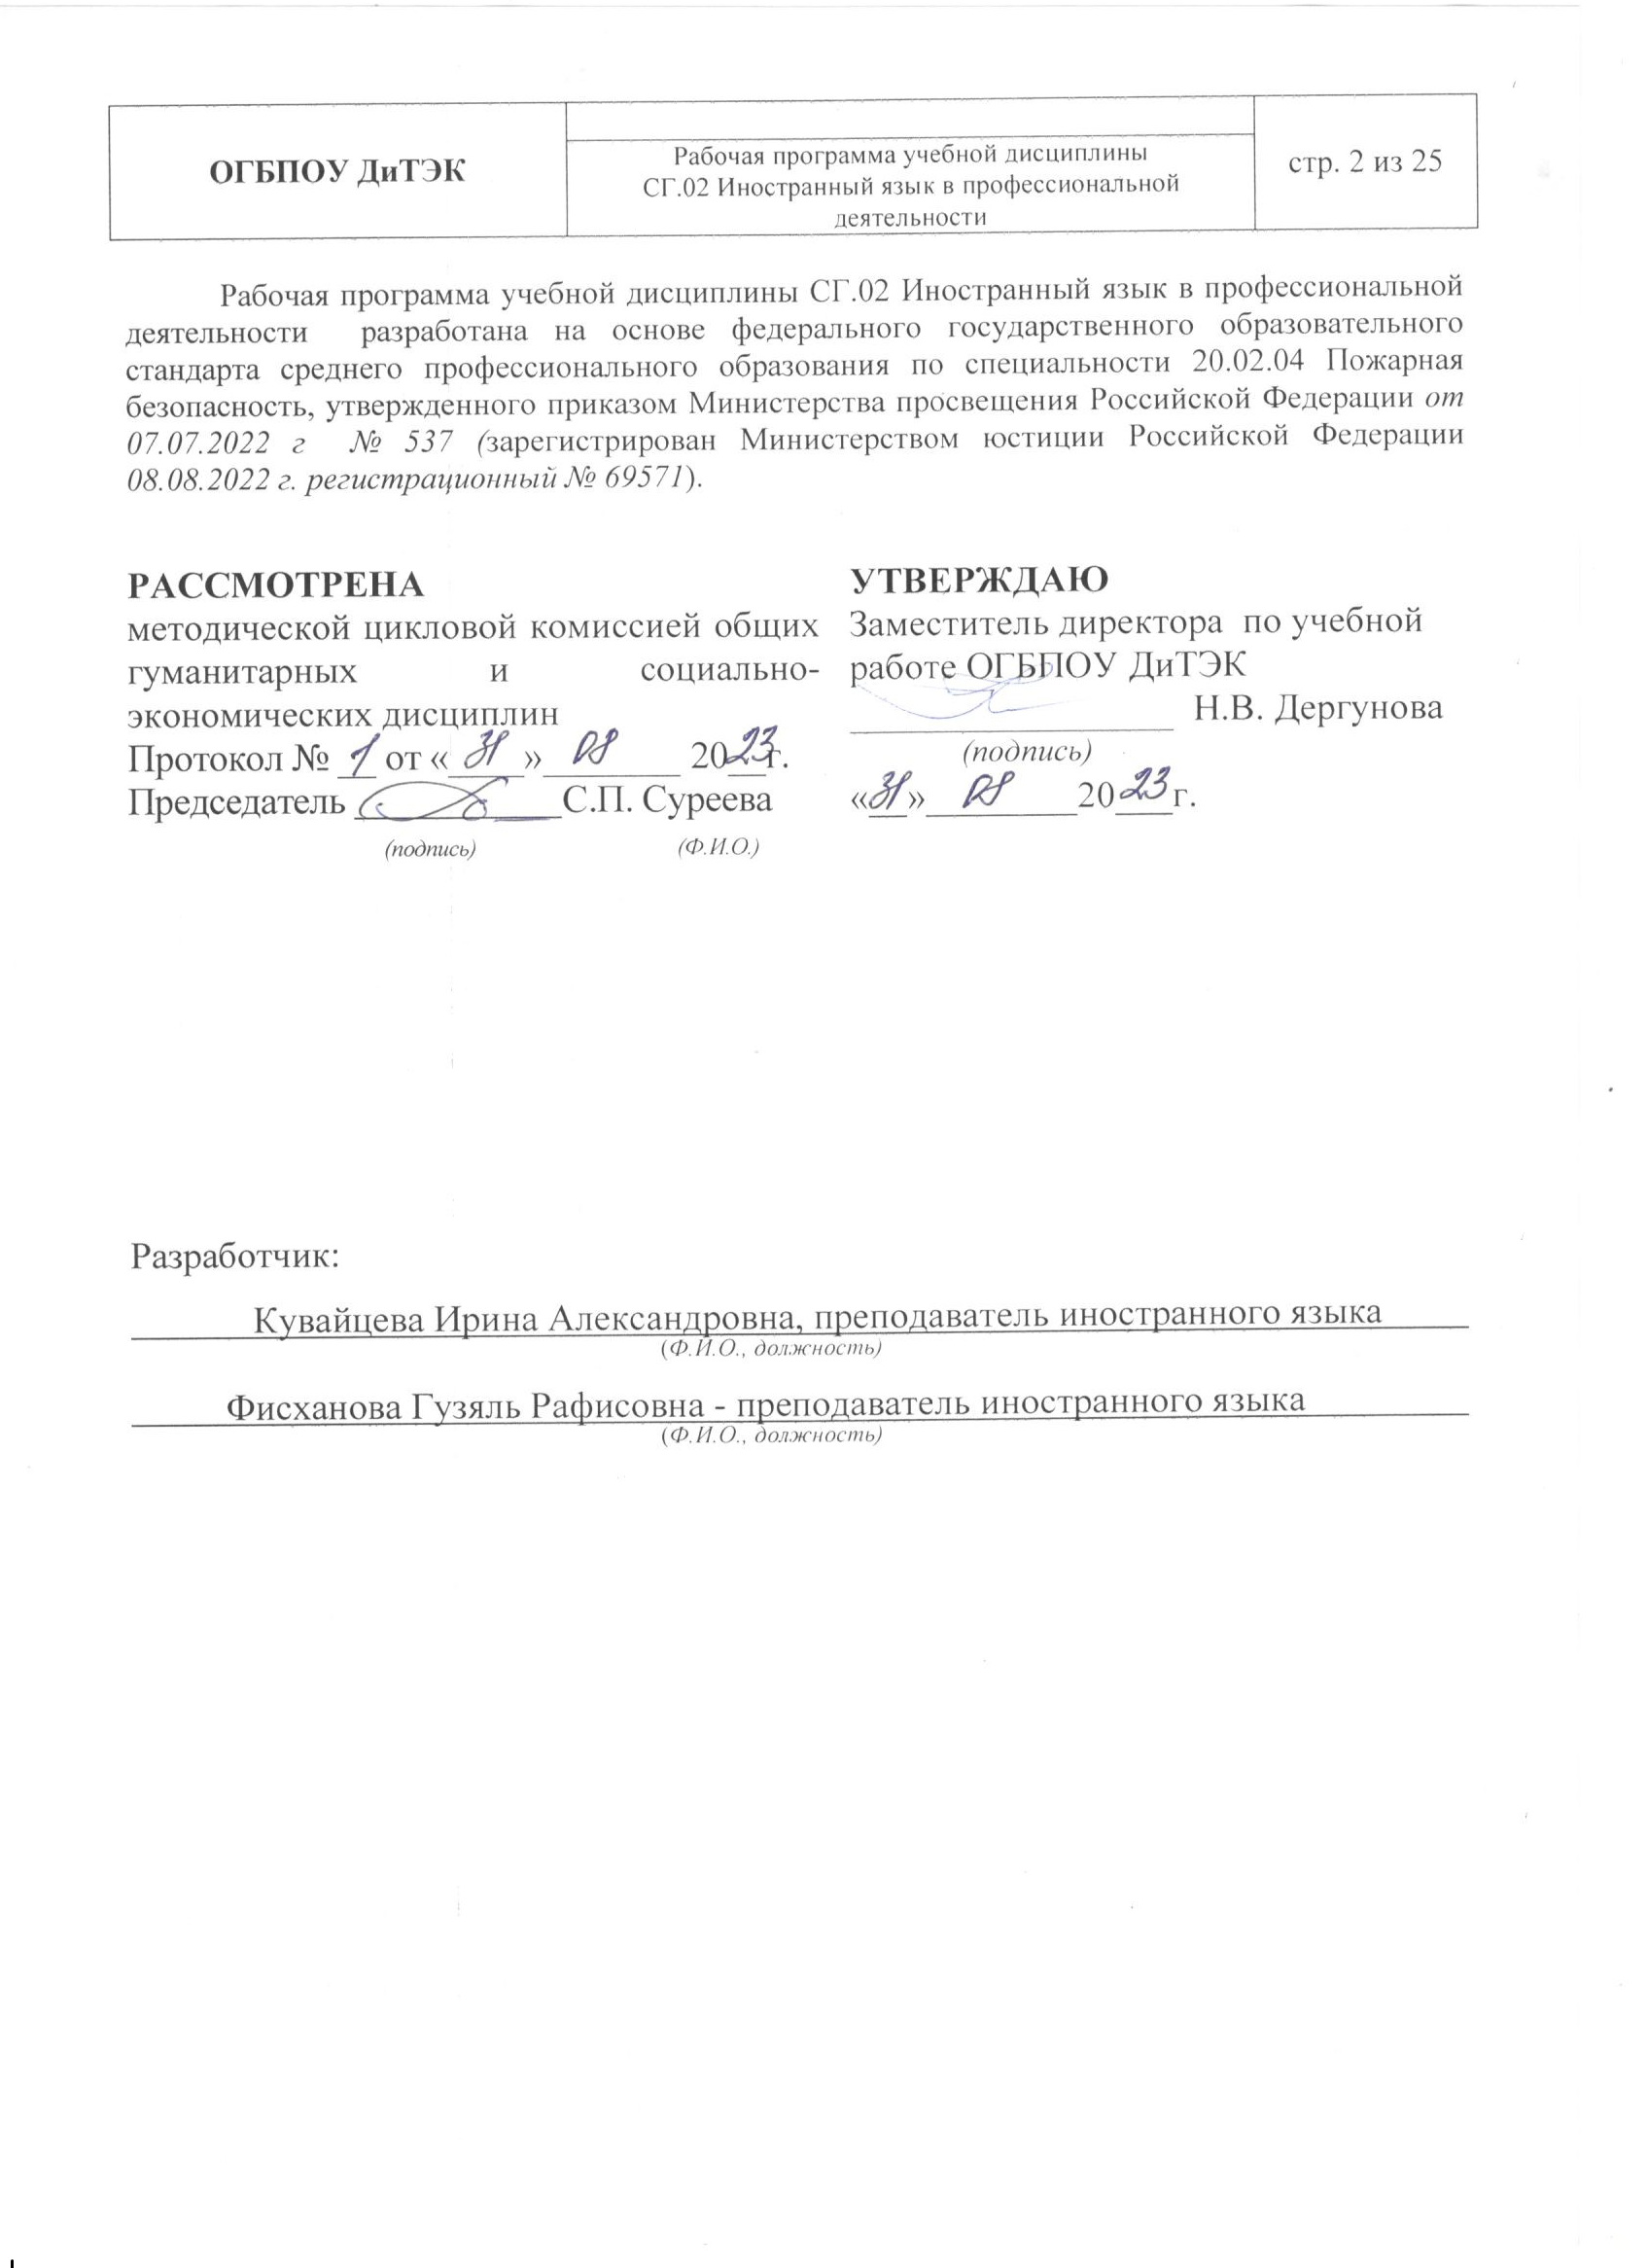 ОГБПОУ ДиТЭК
Рабочая программа учебной дисциплины
СГ.02 Иностранный язык в профессиональной
деятельности
стр. 2 из 25
Рабочая программа учебной дисциплины СГ.02 Иностранный язык в профессиональной
деятельности разработана на основе федерального государственного образовательного
стандарта среднего профессионального образования по специальности 20.02.04 Пожарная
безопасность, утвержденного приказом Министерства просвещения Российской Федерации от
07.07.2022 г № 537 (зарегистрирован Министерством юстиции Российской Федерации
08.08.2022 г. регистрационный № 69571).
РАССМОТРЕНА
методической цикловой комиссией общих
гуманитарных и социально-
экономических дисциплин
Протокол № 1 от « 31 » 08 2023г.
Председатель С.П. Суреева
(подпись) (Ф.И.О.)
УТВЕРЖДАЮ
Заместитель директора по учебной
работе ОГБПОУ ДиТЭК
Н.В. Дергунова
(подпись)
«31» 08 2023г.
Разработчик:
Кувайцева Ирина Александровна, преподаватель иностранного языка
(Ф.И.О., должность)
Фисханова Гузяль Рафисовна - преподаватель иностранного языка
(Ф.И.О., должность)